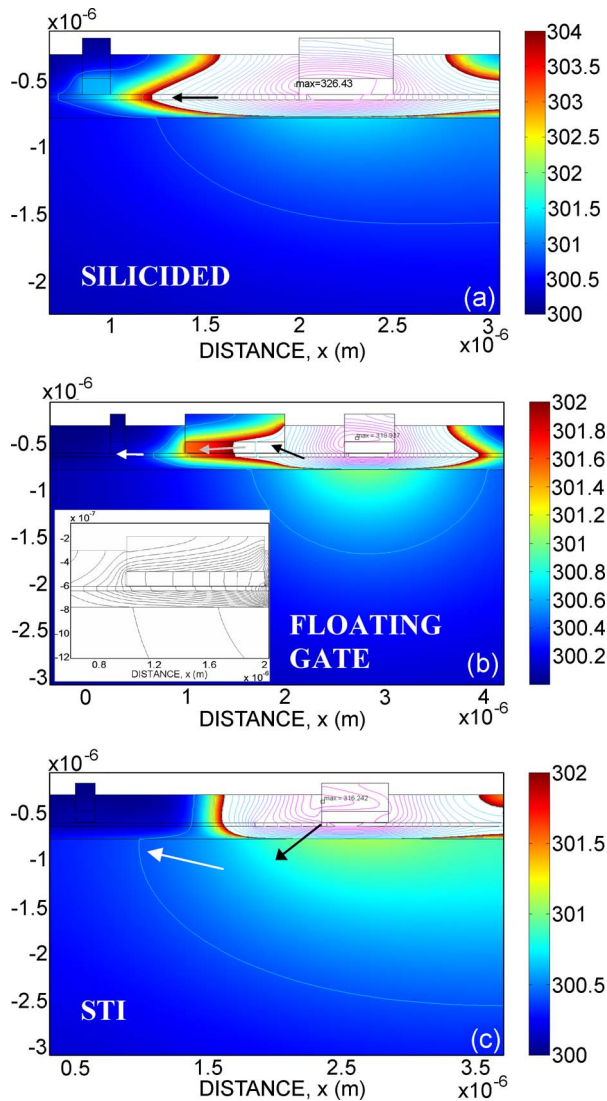 x10⁻⁶
-0.5
-1
-1.5
-2
max=326.43
SILICIDED
(a)
1 1.5 2 2.5 3
DISTANCE, x (m)
x10⁻⁶
304
303.5
303
302.5
302
301.5
301
300.5
300
x10⁻⁶
-0.5
-1
-1.5
-2
-2.5
-3
x 10⁻⁷
-2
-4
-6
-8
-10
-12
0.8 1.2 1.6 2
DISTANCE, x (m)
x 10⁻⁶
FLOATING
GATE
(b)
0 1 2 3 4
DISTANCE, x (m)
x10⁻⁶
302
301.8
301.6
301.4
301.2
301
300.8
300.6
300.4
300.2
x10⁻⁶
-0.5
-1
-1.5
-2
-2.5
-3
max = 316.242
STI
(c)
0.5 1.5 2.5 3.5
DISTANCE, x (m)
x10⁻⁶
302
301.5
301
300.5
300